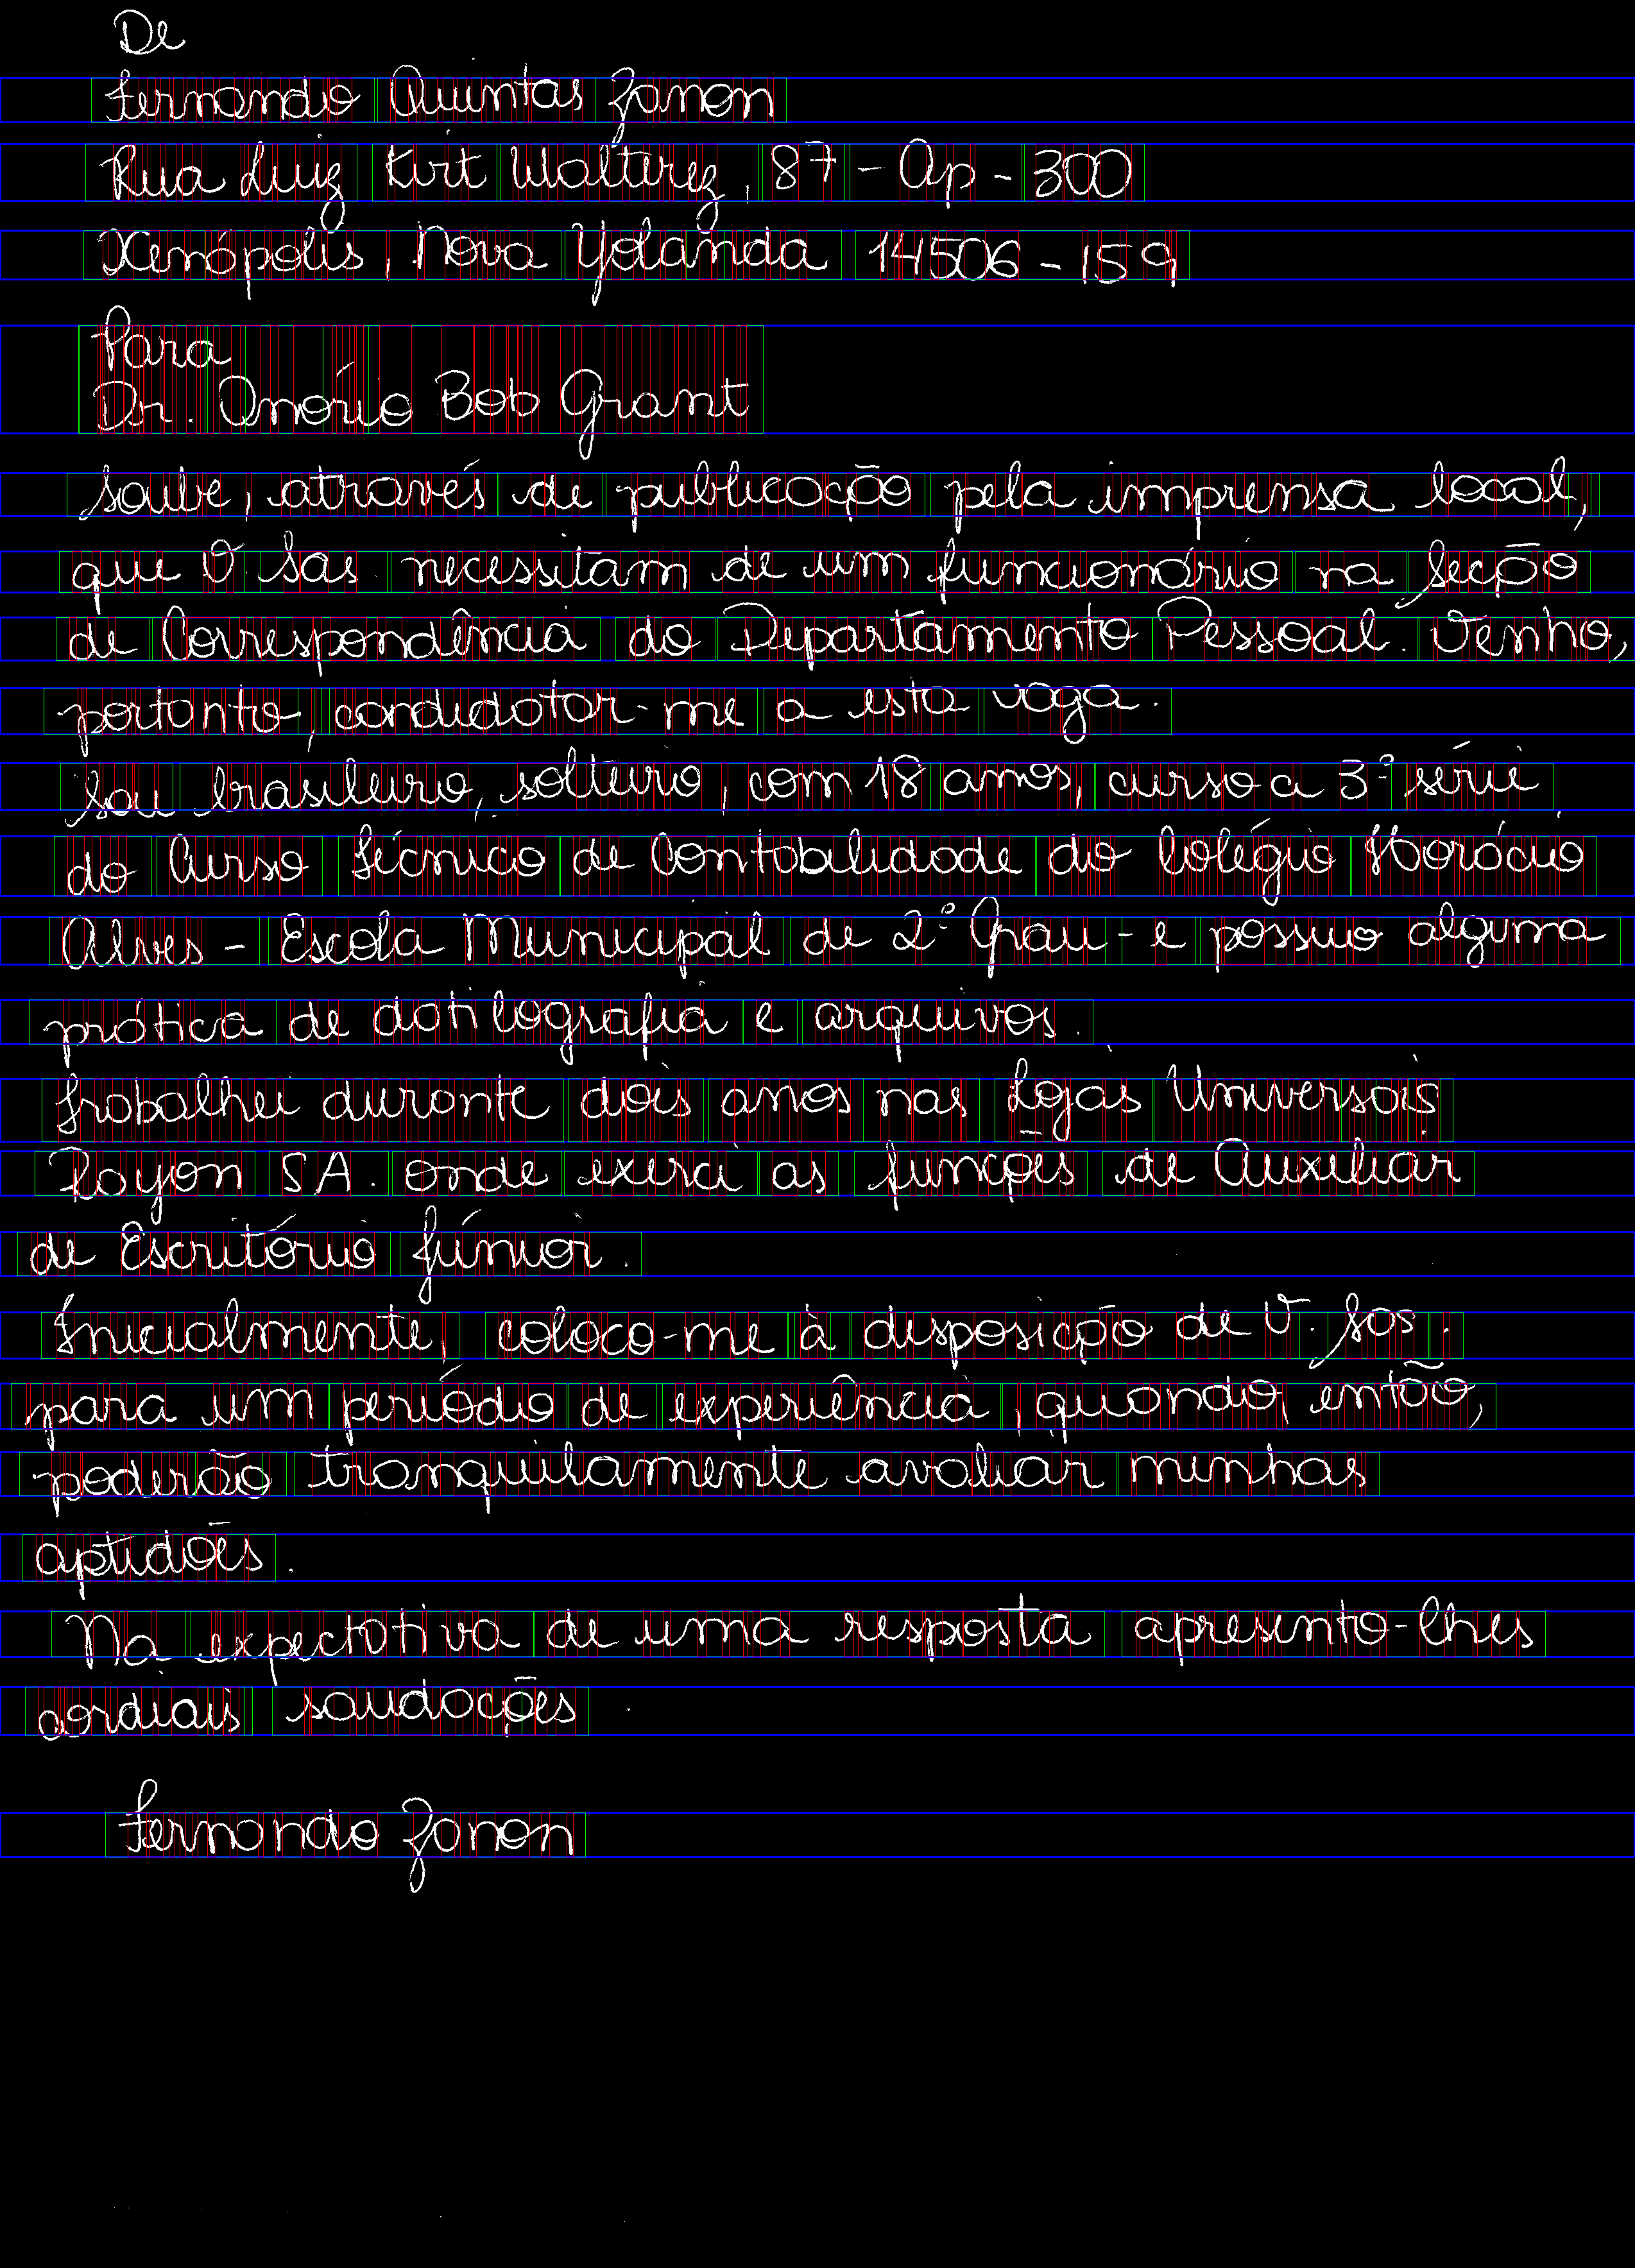 De
Fernando Quintas Zanon
Rua Luiz Kirt Walterez, 87 - Ap - 300
Xenópolis, Nova Yolanda 14506-159
Para
Dr. Onório Bob Grant
Soube, através de publicação pela imprensa local,
que V. Sas. necessitam de um funcionário na Seção
de Correspondência do Departamento Pessoal. Venho,
portanto, candidatar-me a esta vaga.
Sou brasileiro, solteiro, com 18 anos, curso a 3ª série
do Curso Técnico de Contabilidade do Colégio Horácio
Alves - Escola Municipal de 2º Grau - e possuo alguma
prática de datilografia e arquivos.
Trabalhei durante dois anos nas Lojas Universais
Rayon SA. onde exerci as funções de Auxiliar
de Escritório Júnior.
Inicialmente, coloco-me à disposição de V. Sas.
para um período de experiência, quando, então,
poderão tranquilamente avaliar minhas
aptidões.
Na expectativa de uma resposta apresento-lhes
cordiais saudações.
Fernando Zanon